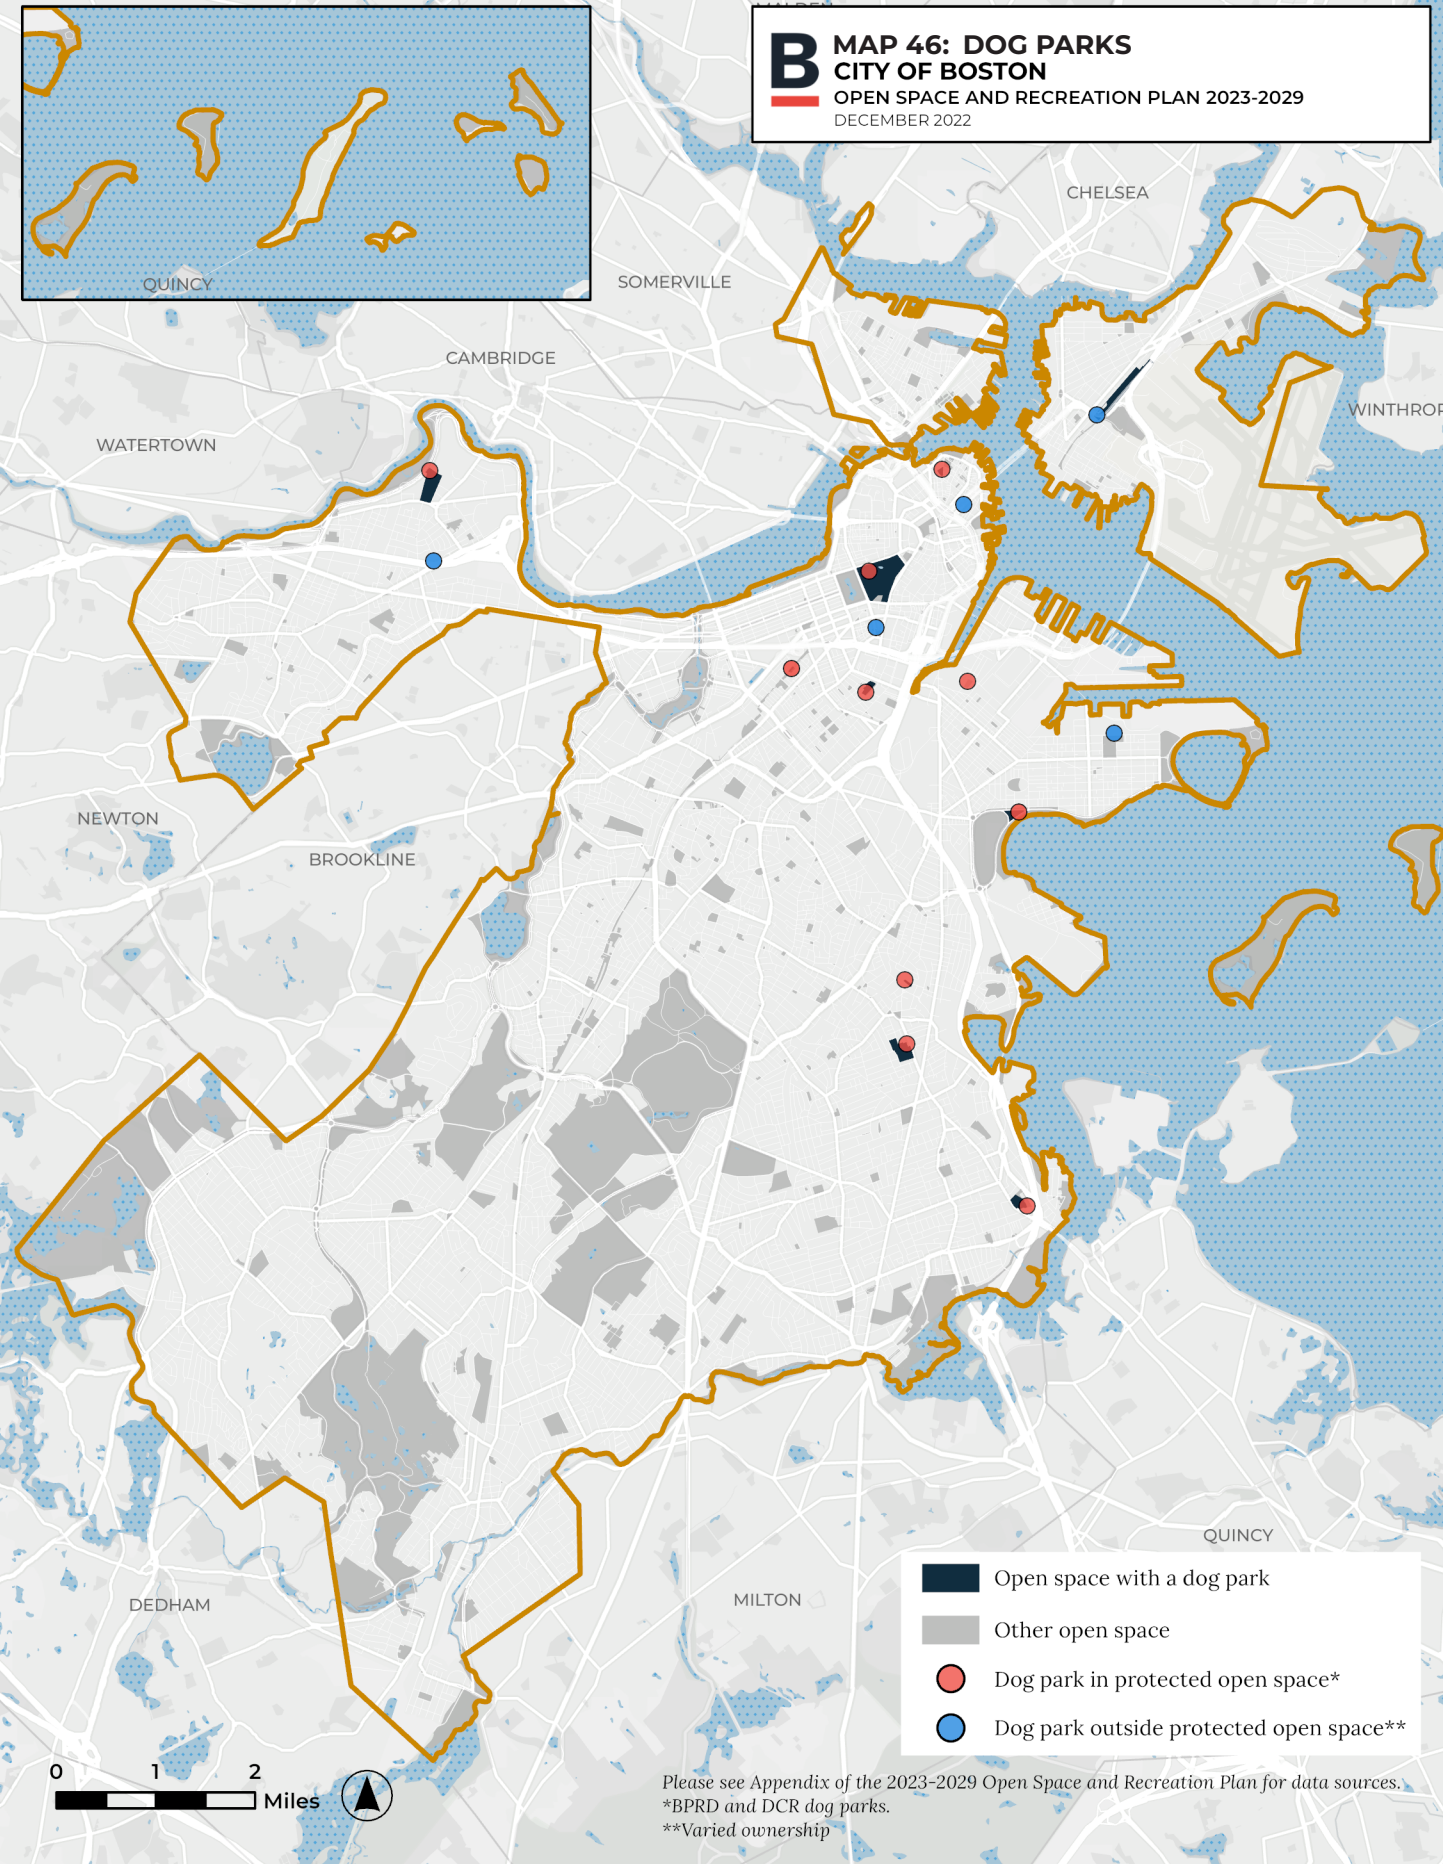 B
MAP 46: DOG PARKS
CITY OF BOSTON
OPEN SPACE AND RECREATION PLAN 2023-2029
DECEMBER 2022
QUINCY
CHELSEA
SOMERVILLE
CAMBRIDGE
WINTHROP
WATERTOWN
NEWTON
BROOKLINE
QUINCY
DEDHAM
MILTON
Open space with a dog park
Other open space
Dog park in protected open space*
Dog park outside protected open space**
0 1 2
Miles
Please see Appendix of the 2023-2029 Open Space and Recreation Plan for data sources.
*BPRD and DCR dog parks.
**Varied ownership